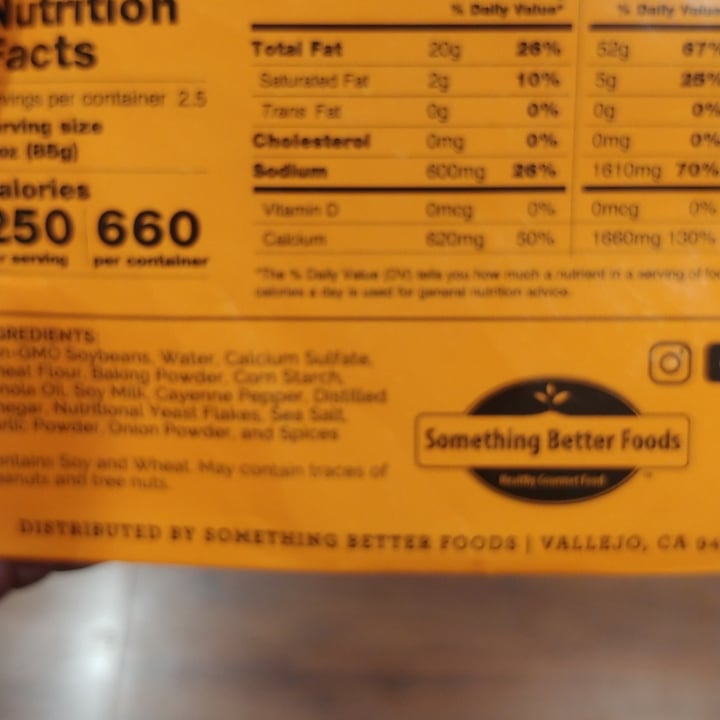 Nutrition
Facts
servings per container 2.5
serving size
oz (85g)
Calories
250 660
per serving per container
% Daily Value* % Daily Value
Total Fat 20g 26% 52g 67%
Saturated Fat 2g 10% 5g 25%
Trans Fat 0g 0% 0g 0%
Cholesterol 0mg 0% 0mg 0%
Sodium 600mg 26% 1610mg 70%
Vitamin D 0mcg 0% 0mcg 0%
Calcium 620mg 50% 1660mg 130%
*The % Daily Value (DV) tells you how much a nutrient in a serving of
calories a day is used for general nutrition advice.
INGREDIENTS:
Non-GMO Soybeans, Water, Calcium Sulfate,
Wheat Flour, Baking Powder, Corn Starch,
Canola Oil, Soy Milk, Cayenne Pepper, Distilled
Vinegar, Nutritional Yeast Flakes, Sea Salt,
Garlic Powder, Onion Powder, and Spices
Contains Soy and Wheat. May contain traces of
peanuts and tree nuts.
Something Better Foods
Healthy Gourmet Food
DISTRIBUTED BY SOMETHING BETTER FOODS | VALLEJO, CA 94